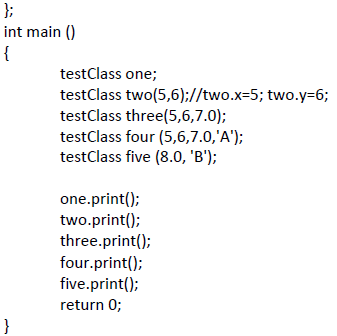 };
int main ()
{
testClass one;
testClass two(5,6);//two.x=5; two.y=6;
testClass three(5,6,7.0);
testClass four (5,6,7.0,'A');
testClass five (8.0, 'B');
one.print();
two.print();
three.print();
four.print();
five.print();
return 0;
}